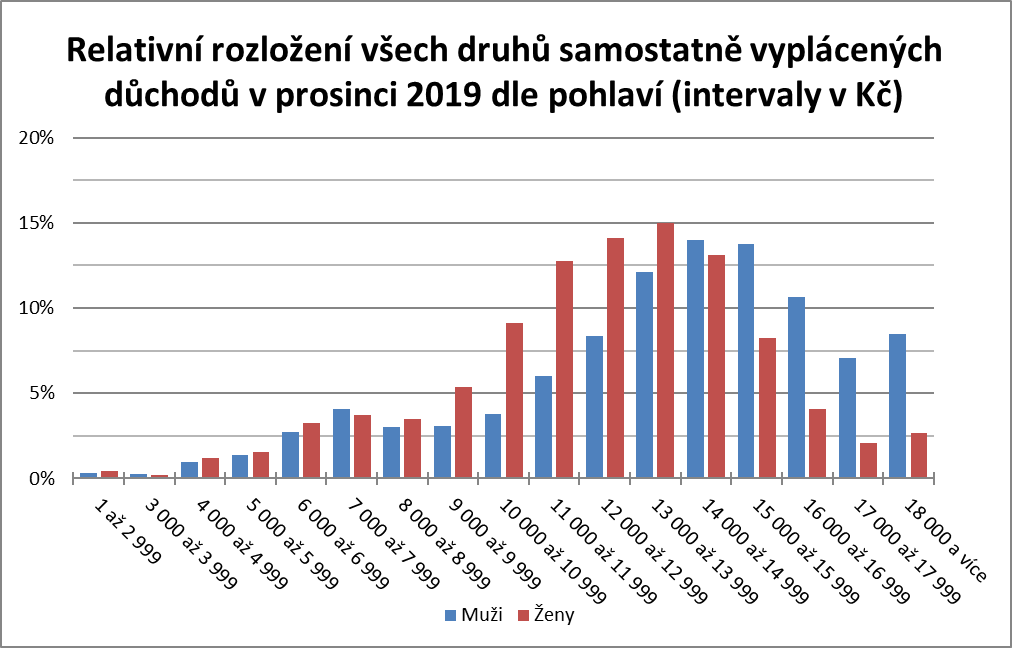 Relativní rozložení všech druhů samostatně vyplácených
důchodů v prosinci 2019 dle pohlaví (intervaly v Kč)
20%
15%
10%
5%
0%
1 až 2 999
3 000 až 3 999
4 000 až 4 999
5 000 až 5 999
6 000 až 6 999
7 000 až 7 999
8 000 až 8 999
9 000 až 9 999
10 000 až 10 999
11 000 až 11 999
12 000 až 12 999
13 000 až 13 999
14 000 až 14 999
15 000 až 15 999
16 000 až 16 999
17 000 až 17 999
18 000 a více
Muži
Ženy